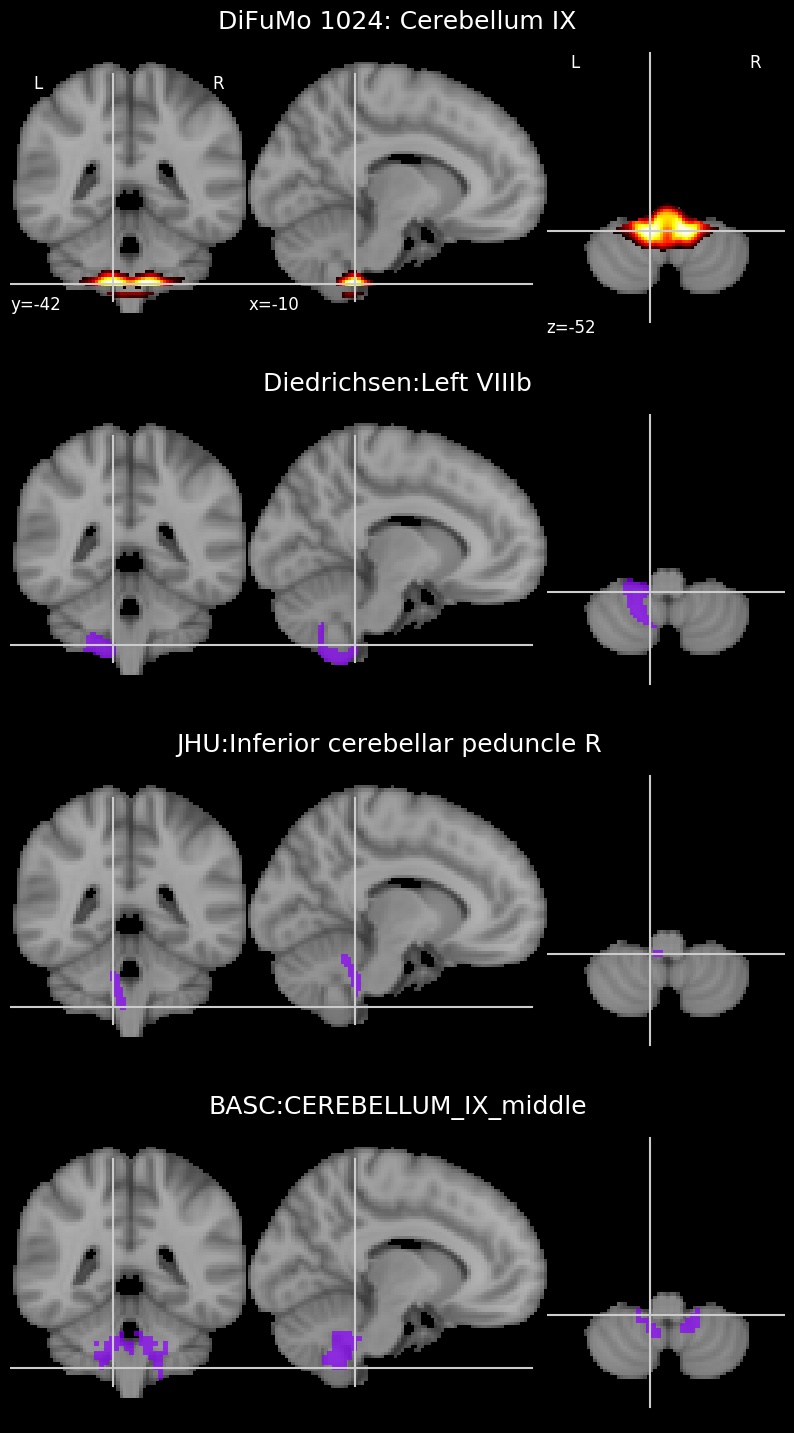 DiFuMo 1024: Cerebellum IX
L R L R
y=-42 x=-10 z=-52
Diedrichsen:Left VIIIb
JHU:Inferior cerebellar peduncle R
BASC:CEREBELLUM_IX_middle